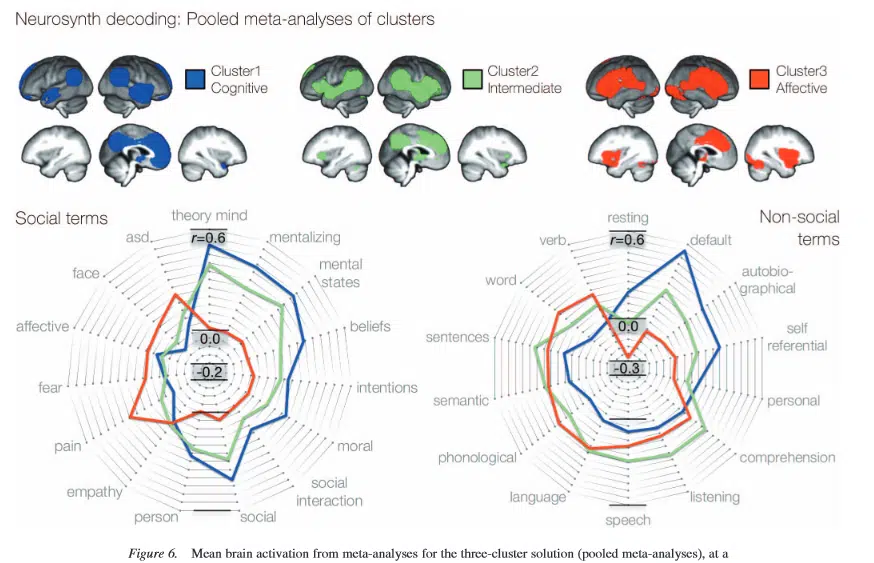 Neurosynth decoding: Pooled meta-analyses of clusters
Cluster1
Cognitive
Cluster2
Intermediate
Cluster3
Affective
Social terms
theory mind
r=0.6
mentalizing
mental
states
beliefs
intentions
moral
social
interaction
social
person
empathy
pain
fear
affective
face
asd
0.0
-0.2
Non-social
terms
resting
r=0.6
default
autobio-
graphical
self
referential
personal
comprehension
listening
speech
language
phonological
semantic
sentences
word
verb
0.0
-0.3
Figure 6. Mean brain activation from meta-analyses for the three-cluster solution (pooled meta-analyses), at a